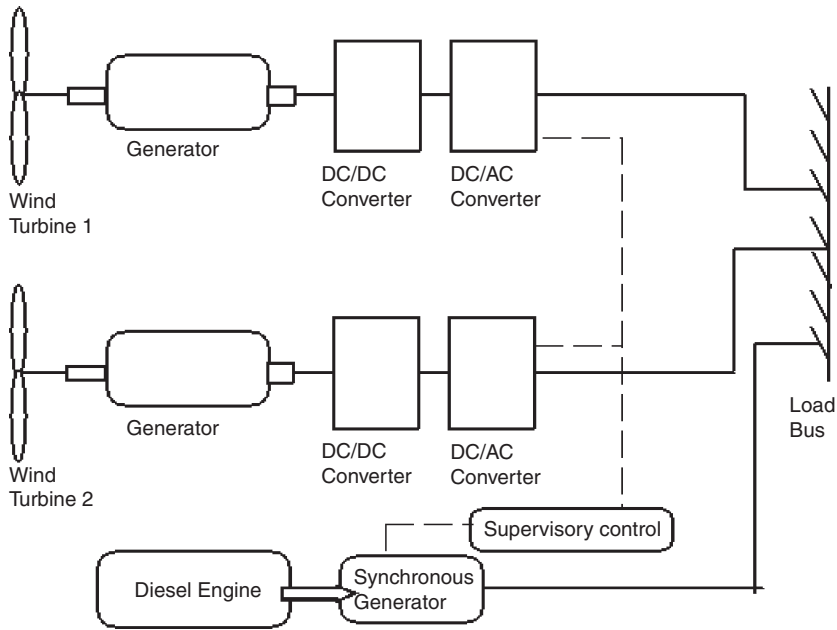 Generator
DC/DC
Converter
DC/AC
Converter
Wind
Turbine 1
Generator
DC/DC
Converter
DC/AC
Converter
Wind
Turbine 2
Load
Bus
Supervisory control
Diesel Engine
Synchronous
Generator